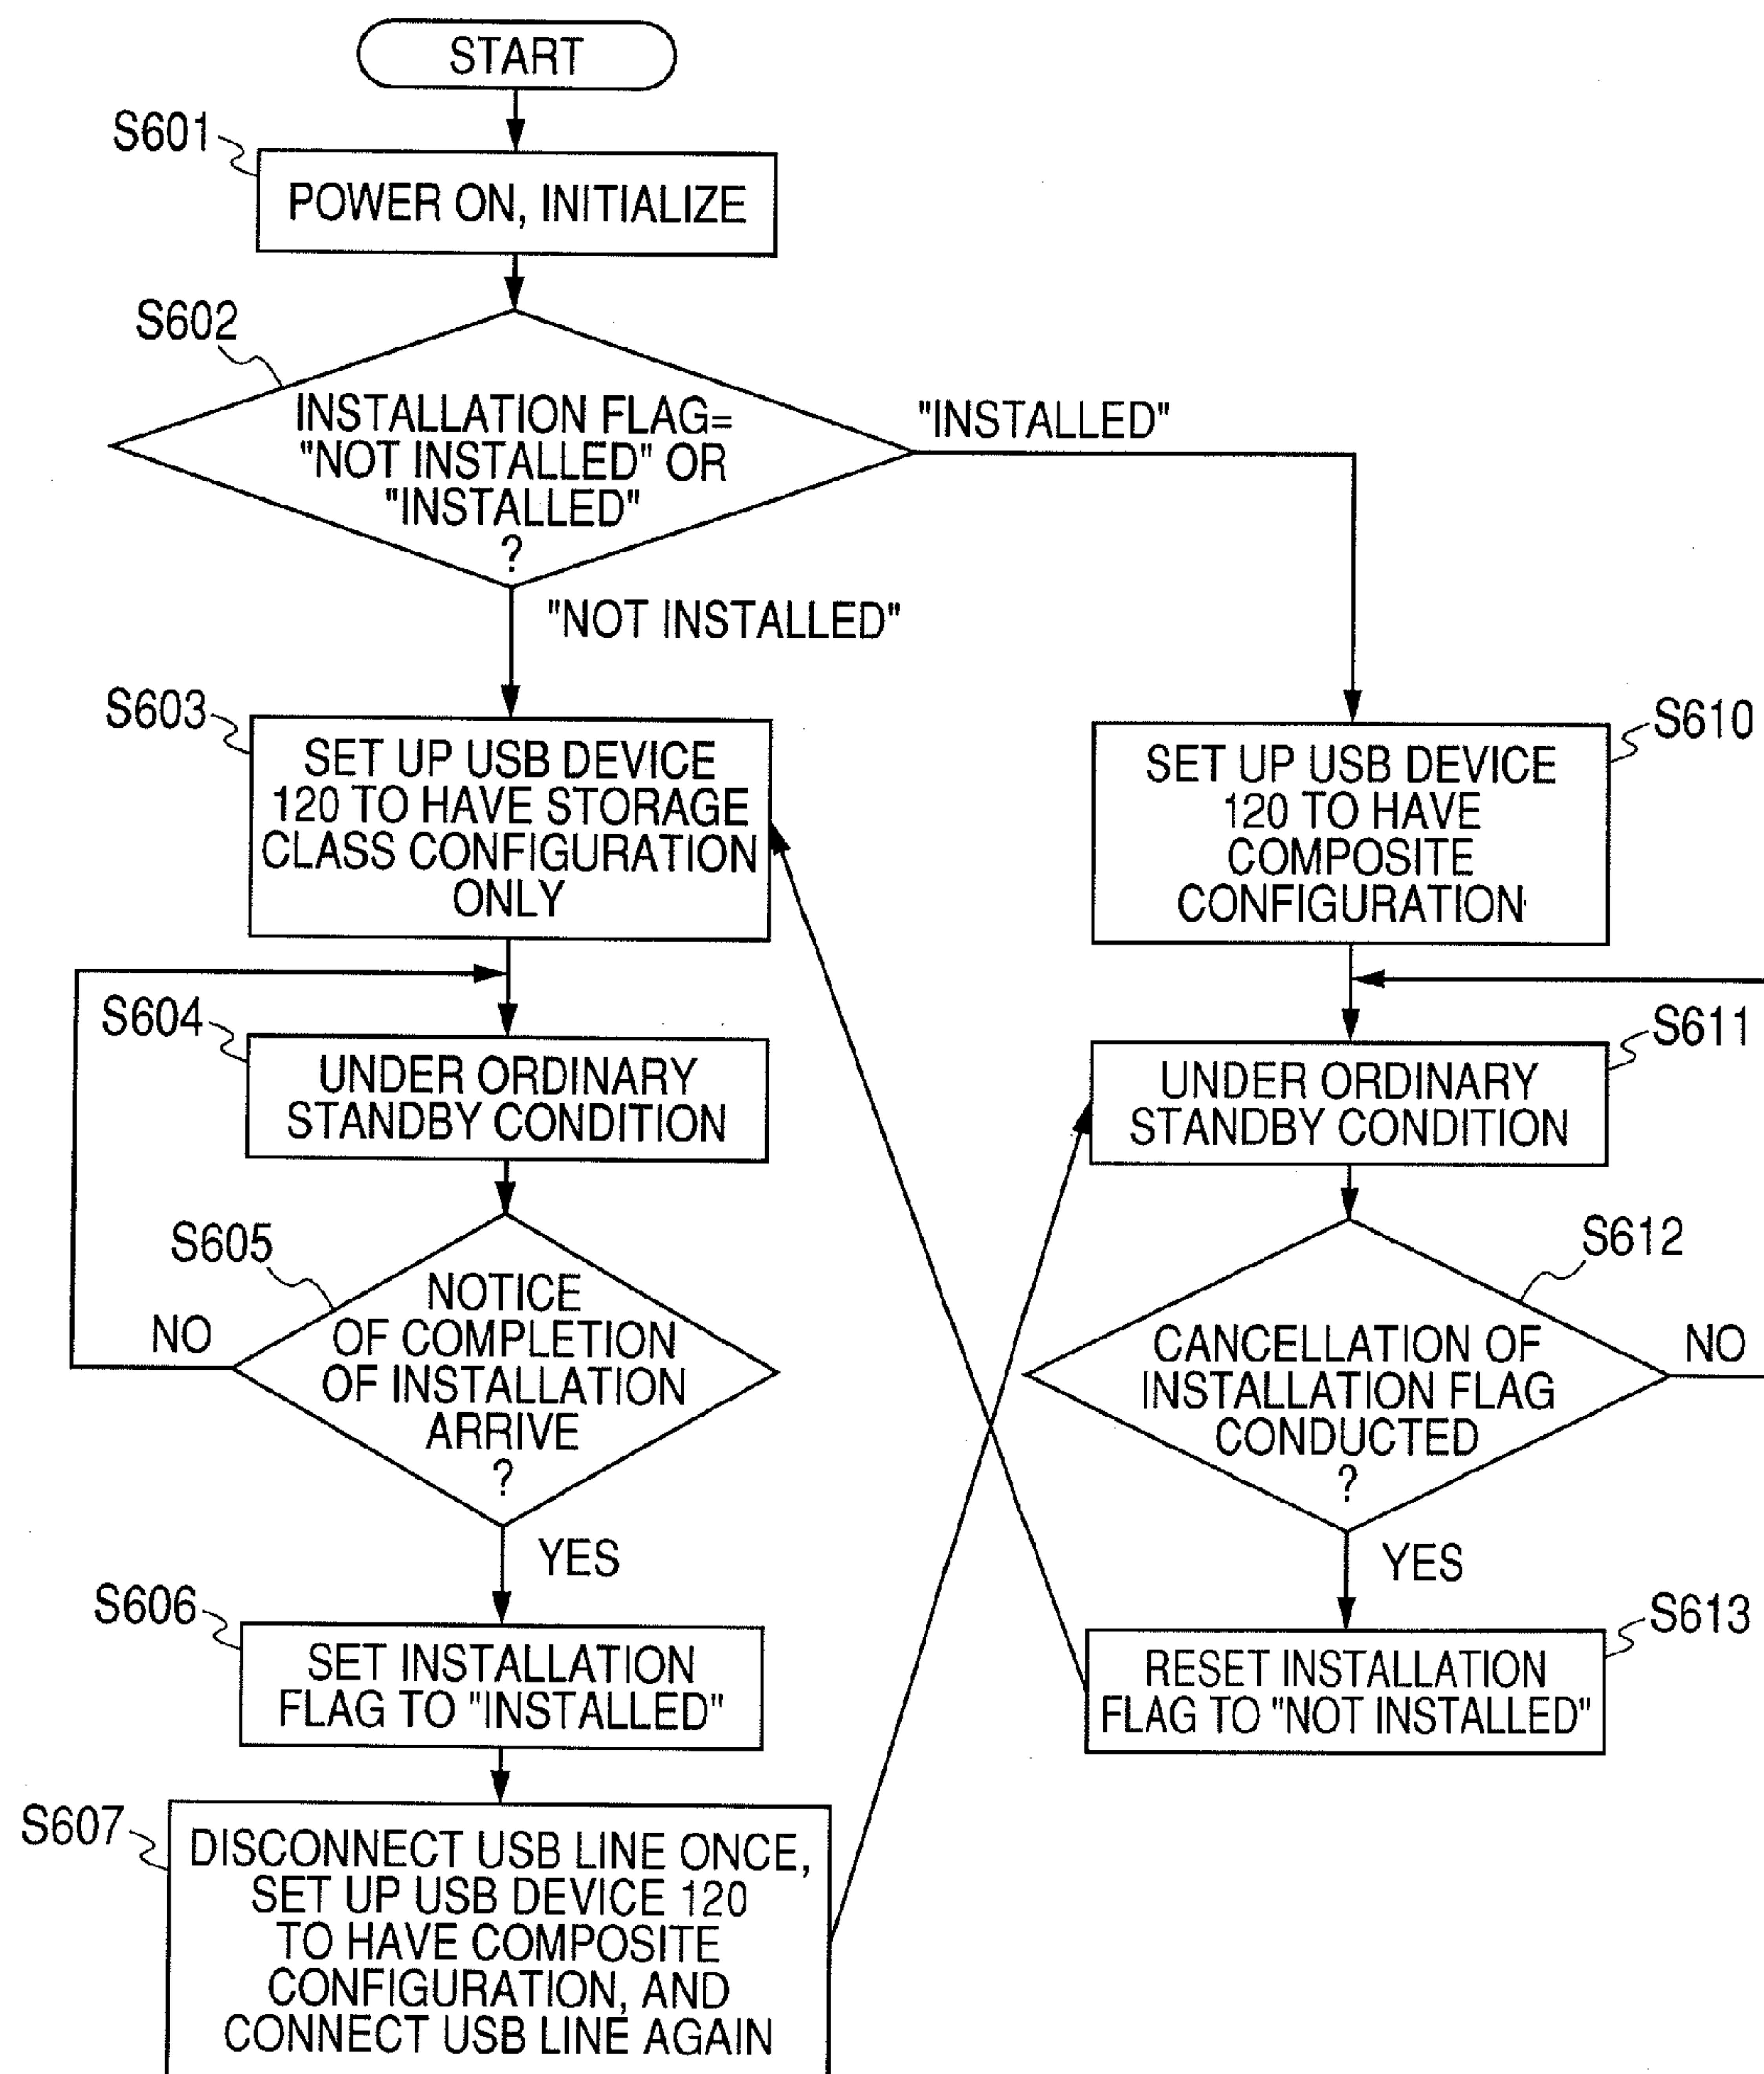 START
S601
POWER ON, INITIALIZE
S602
INSTALLATION FLAG=
"NOT INSTALLED" OR
"INSTALLED"
?
"INSTALLED"
"NOT INSTALLED"
S603
SET UP USB DEVICE
120 TO HAVE STORAGE
CLASS CONFIGURATION
ONLY
S604
UNDER ORDINARY
STANDBY CONDITION
S605
NOTICE
OF COMPLETION
OF INSTALLATION
ARRIVE
?
NO
YES
S606
SET INSTALLATION
FLAG TO "INSTALLED"
S607
DISCONNECT USB LINE ONCE,
SET UP USB DEVICE 120
TO HAVE COMPOSITE
CONFIGURATION, AND
CONNECT USB LINE AGAIN
S610
SET UP USB DEVICE
120 TO HAVE
COMPOSITE
CONFIGURATION
S611
UNDER ORDINARY
STANDBY CONDITION
S612
CANCELLATION OF
INSTALLATION FLAG
CONDUCTED
?
NO
YES
S613
RESET INSTALLATION
FLAG TO "NOT INSTALLED"